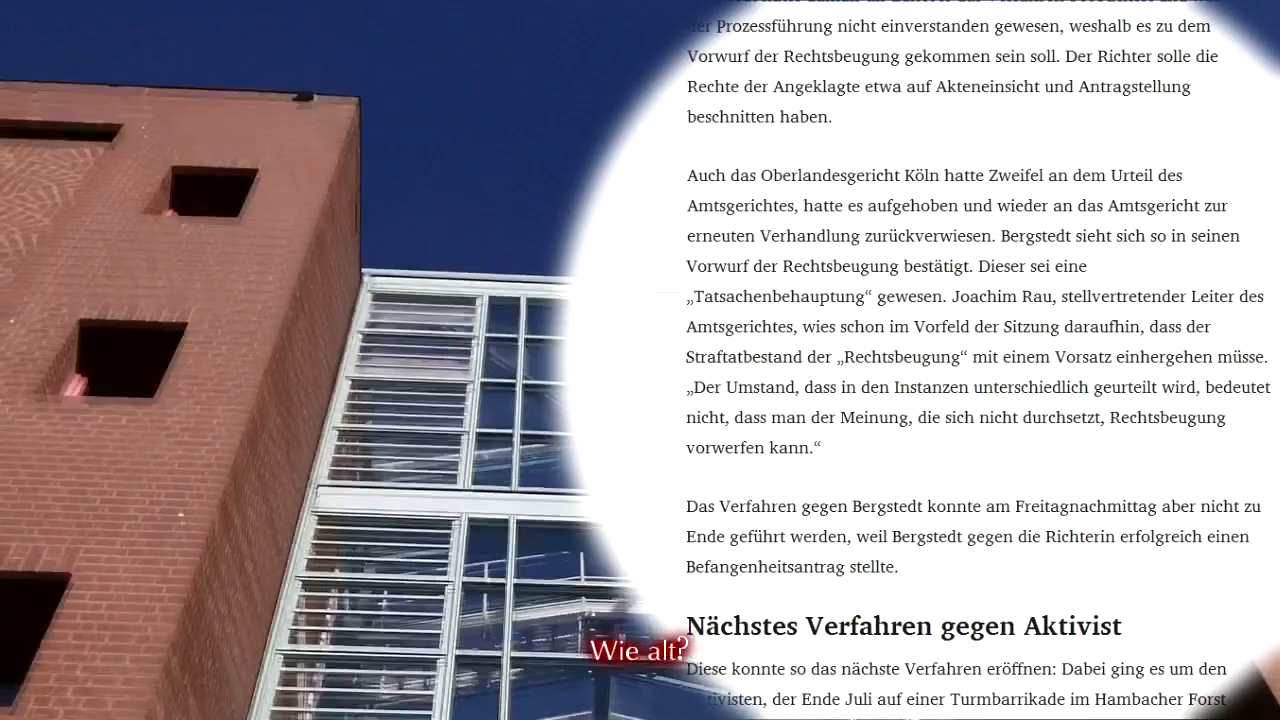 der Prozessführung nicht einverstanden gewesen, weshalb es zu dem
Vorwurf der Rechtsbeugung gekommen sein soll. Der Richter solle die
Rechte der Angeklagte etwa auf Akteneinsicht und Antragstellung
beschnitten haben.
Auch das Oberlandesgericht Köln hatte Zweifel an dem Urteil des
Amtsgerichtes, hatte es aufgehoben und wieder an das Amtsgericht zur
erneuten Verhandlung zurückverwiesen. Bergstedt sieht sich so in seinen
Vorwurf der Rechtsbeugung bestätigt. Dieser sei eine
„Tatsachenbehauptung“ gewesen. Joachim Rau, stellvertretender Leiter des
Amtsgerichtes, wies schon im Vorfeld der Sitzung daraufhin, dass der
Straftatbestand der „Rechtsbeugung“ mit einem Vorsatz einhergehen müsse.
„Der Umstand, dass in den Instanzen unterschiedlich geurteilt wird, bedeutet
nicht, dass man der Meinung, die sich nicht durchsetzt, Rechtsbeugung
vorwerfen kann.“
Das Verfahren gegen Bergstedt konnte am Freitagnachmittag aber nicht zu
Ende geführt werden, weil Bergstedt gegen die Richterin erfolgreich einen
Befangenheitsantrag stellte.
Nächstes Verfahren gegen Aktivist
Wie alt?
Diese konnte so das nächste Verfahren eröffnen: Dabei ging es um den
der Ende Juli auf einer Turmbarrikade im Hambacher Forst